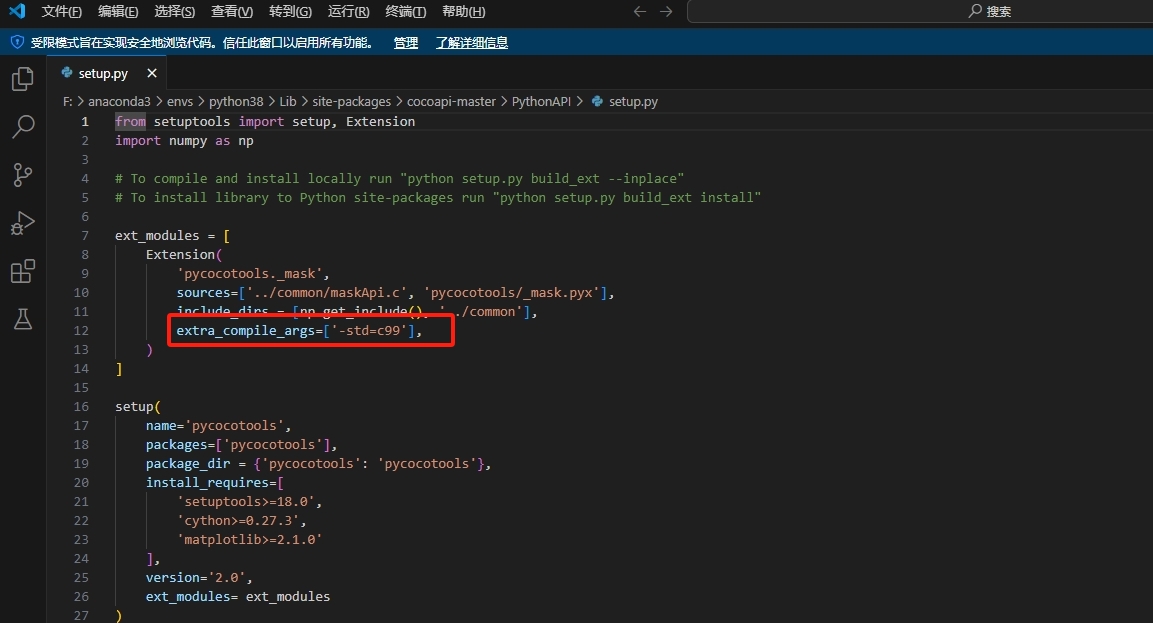 文件(F) 编辑(E) 选择(S) 查看(V) 转到(G) 运行(R) 终端(T) 帮助(H) 搜索
受限模式旨在实现安全地浏览代码。信任此窗口以启用所有功能。 管理 了解详细信息
setup.py
F: > anaconda3 > envs > python38 > Lib > site-packages > cocoapi-master > PythonAPI > setup.py
1 from setuptools import setup, Extension
2 import numpy as np
3
4 # To compile and install locally run "python setup.py build_ext --inplace"
5 # To install library to Python site-packages run "python setup.py build_ext install"
6
7 ext_modules = [
8     Extension(
9         'pycocotools._mask',
10         sources=['../common/maskApi.c', 'pycocotools/_mask.pyx'],
11         include_dirs = [np.get_include(), '../common'],
12         extra_compile_args=['-std=c99'],
13     )
14 ]
15
16 setup(
17     name='pycocotools',
18     packages=['pycocotools'],
19     package_dir = {'pycocotools': 'pycocotools'},
20     install_requires=[
21         'setuptools>=18.0',
22         'cython>=0.27.3',
23         'matplotlib>=2.1.0'
24     ],
25     version='2.0',
26     ext_modules= ext_modules
27 )